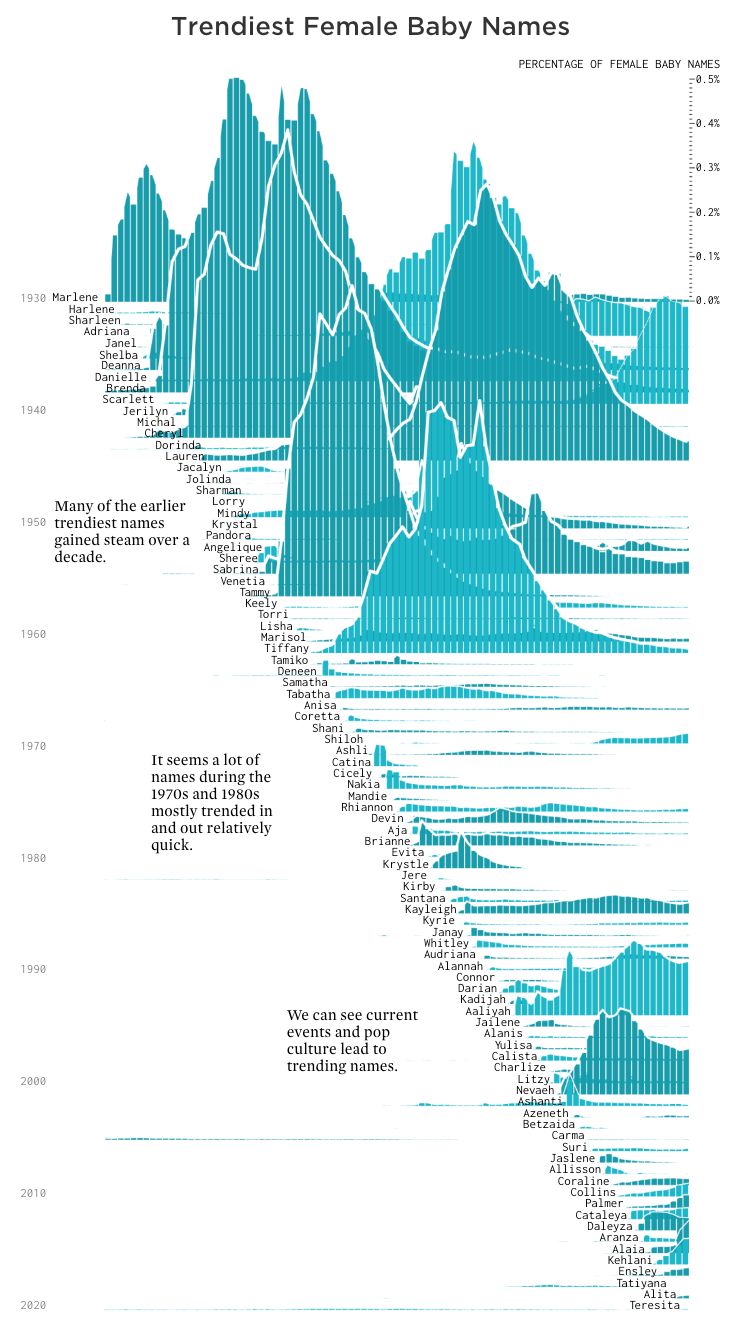 Trendiest Female Baby Names
PERCENTAGE OF FEMALE BABY NAMES
0.5%
0.4%
0.3%
0.2%
0.1%
0.0%
1930 Marlene
Harlene
Sharleen
Adriana
Janel
Shelba
Deanna
Danielle
Brenda
Scarlett
1940
Jerilyn
Michal
Cheryl
Dorinda
Lauren
Jacalyn
Jolinda
Sharman
Lorry
Many of the earlier
trendiest names
gained steam over a
decade.
Mindy
1950
Krystal
Pandora
Angelique
Sheree
Sabrina
Venetia
Tammy
Keely
Torri
Lisha
1960
Marisol
Tiffany
Tamiko
Deneen
Samatha
Tabatha
Anisa
Coretta
Shani
Shiloh
1970
Ashli
It seems a lot of
names during the
1970s and 1980s
mostly trended in
and out relatively
quick.
Catina
Cicely
Nakia
Mandie
Rhiannon
Devin
Aja
Brianne
Evita
1980
Krystle
Jere
Kirby
Santana
Kayleigh
Kyrie
Janay
Whitley
Audriana
Alannah
1990
Connor
Darian
Kadijah
Aaliyah
We can see current
events and pop
culture lead to
trending names.
Jailene
Alanis
Yulisa
Calista
Charlize
Litzy
2000
Nevaeh
Ashanti
Azeneth
Betzaida
Carma
Suri
Jaslene
Allisson
Coraline
Collins
2010
Palmer
Cataleya
Daleyza
Aranza
Alaia
Kehlani
Ensley
Tatiyana
Alita
2020
Teresita